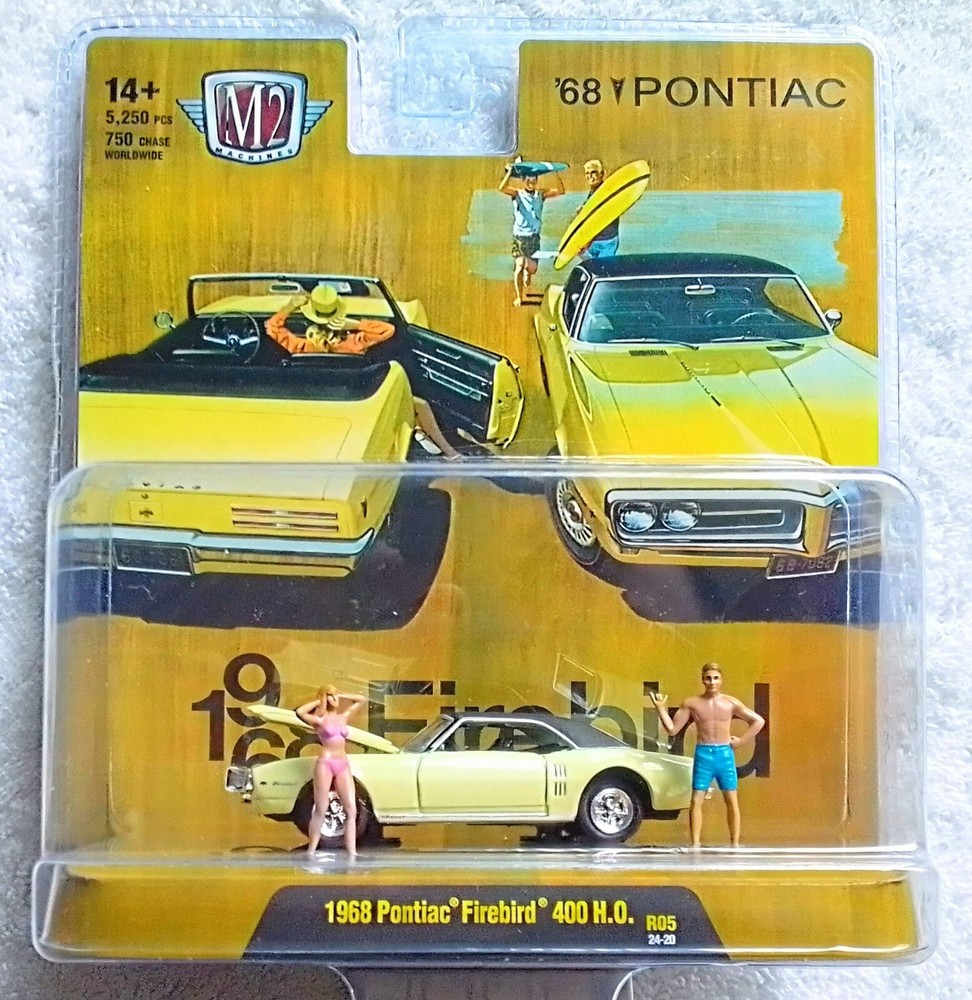 14+
5,250 PCS
750 CHASE
WORLDWIDE
M2
MACHINES
'68 PONTIAC
1968 Firebird
1968 Pontiac® Firebird® 400 H.O.
R05
24-20